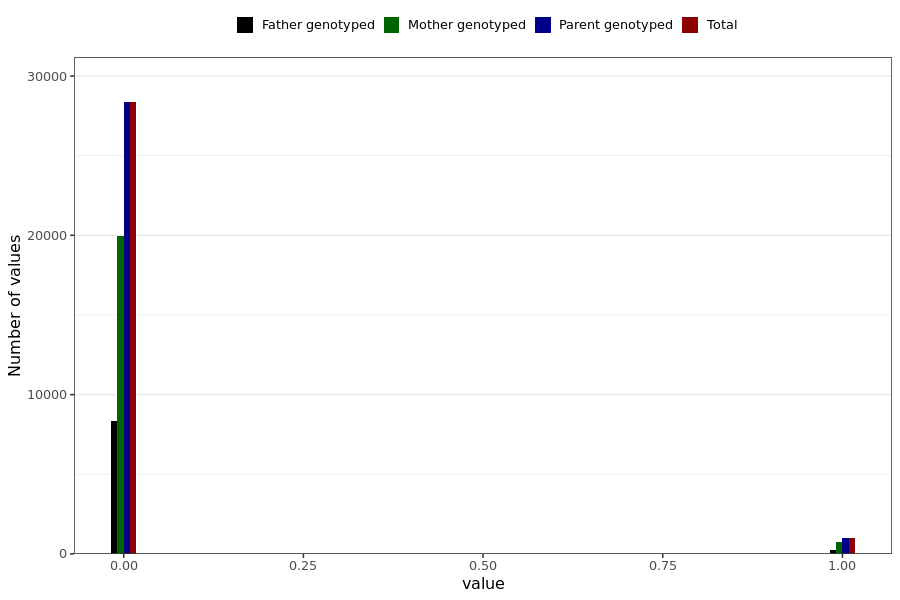 Father genotyped Mother genotyped Parent genotyped Total
30000
20000
10000
0
Number of values
0.00 0.25 0.50 0.75 1.00
value